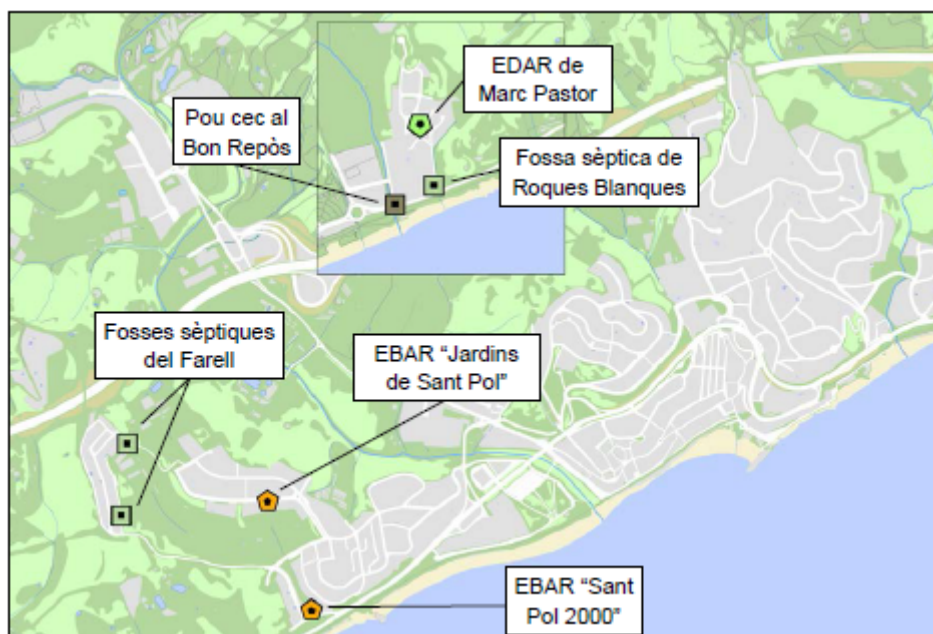 EDAR de
Marc Pastor
Pou cec al
Bon Repòs
Fossa sèptica de
Roques Blanques
Fosses sèptiques
del Farell
EBAR “Jardins
de Sant Pol”
EBAR “Sant
Pol 2000”